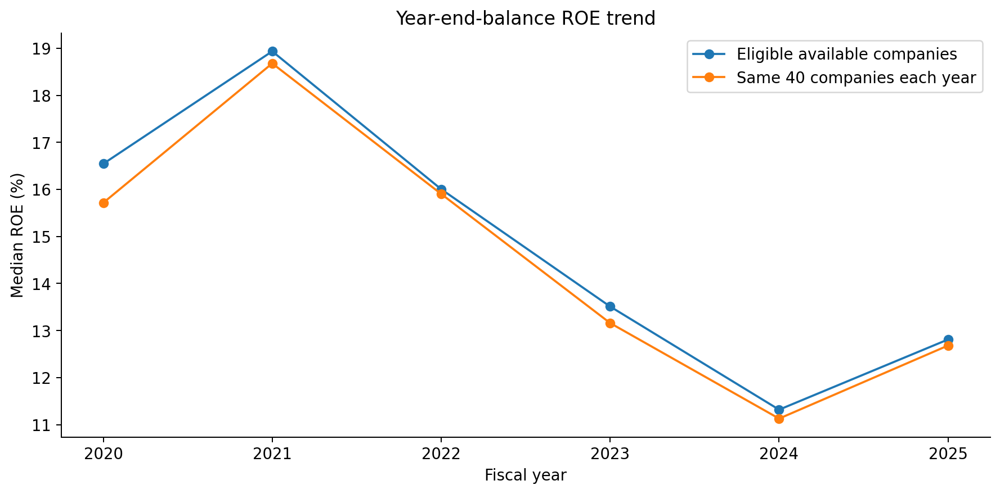 Year-end-balance ROE trend
Eligible available companies
Same 40 companies each year
Median ROE (%)
19
18
17
16
15
14
13
12
11
2020 2021 2022 2023 2024 2025
Fiscal year